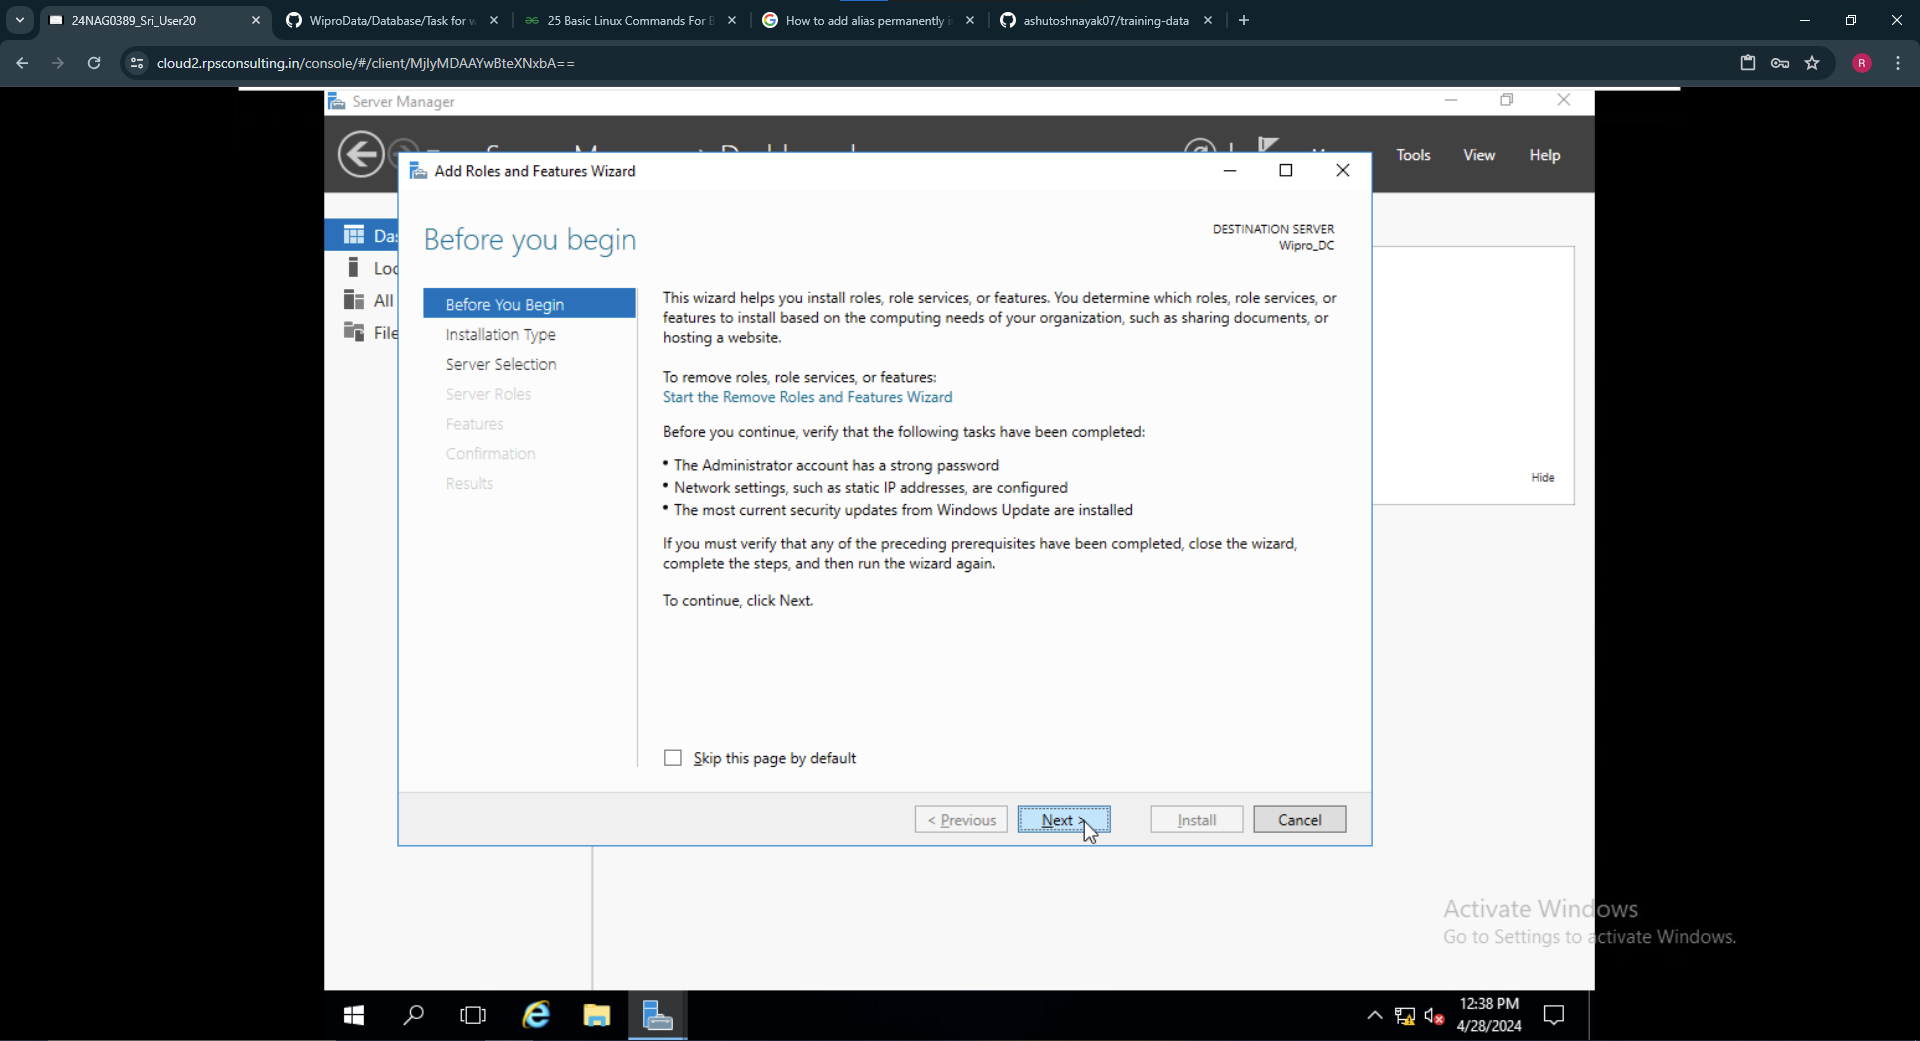 24NAG0389_Sri_User20
WiproData/Database/Task for w
25 Basic Linux Commands For B
How to add alias permanently i
ashutoshnayak07/training-data
cloud2.rpsconsulting.in/console/#/client/MjIyMDAAYwBteXNxbA==
R
Server Manager
Tools View Help
Add Roles and Features Wizard
Before you begin
DESTINATION SERVER
Wipro_DC
Das
Loc
All
File
Before You Begin
Installation Type
Server Selection
Server Roles
Features
Confirmation
Results
This wizard helps you install roles, role services, or features. You determine which roles, role services, or
features to install based on the computing needs of your organization, such as sharing documents, or
hosting a website.
To remove roles, role services, or features:
Start the Remove Roles and Features Wizard
Before you continue, verify that the following tasks have been completed:
• The Administrator account has a strong password
• Network settings, such as static IP addresses, are configured
• The most current security updates from Windows Update are installed
If you must verify that any of the preceding prerequisites have been completed, close the wizard,
complete the steps, and then run the wizard again.
To continue, click Next.
Hide
Skip this page by default
< Previous Next > Install Cancel
Activate Windows
Go to Settings to activate Windows.
12:38 PM
4/28/2024